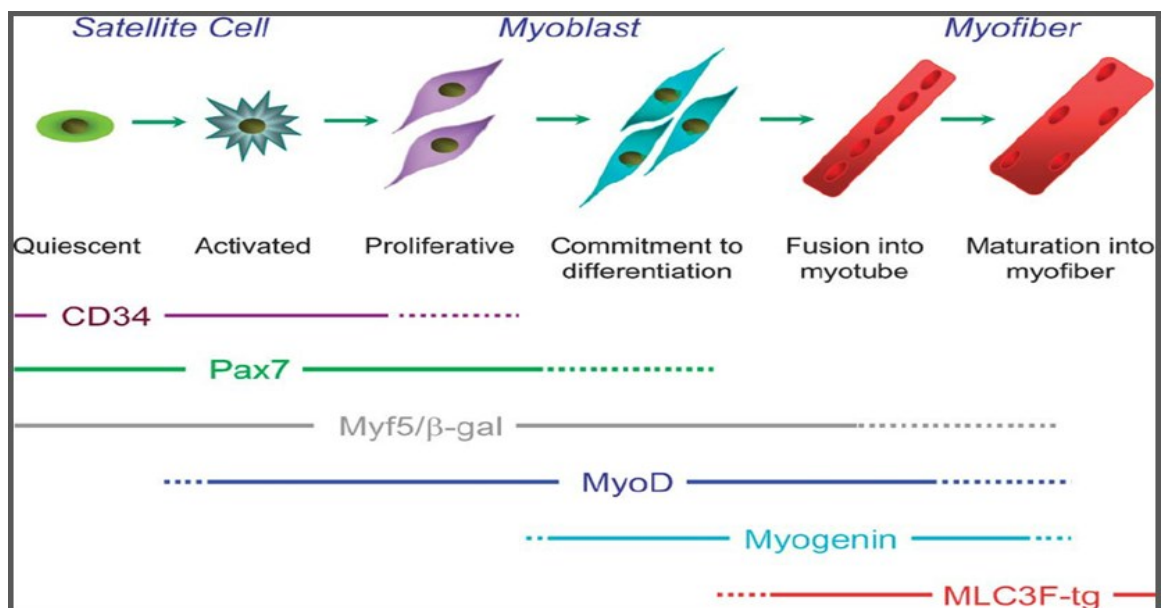 Satellite Cell Myoblast Myofiber
Quiescent Activated Proliferative Commitment to differentiation Fusion into myotube Maturation into myofiber
CD34
Pax7
Myf5/β-gal
MyoD
Myogenin
MLC3F-tg